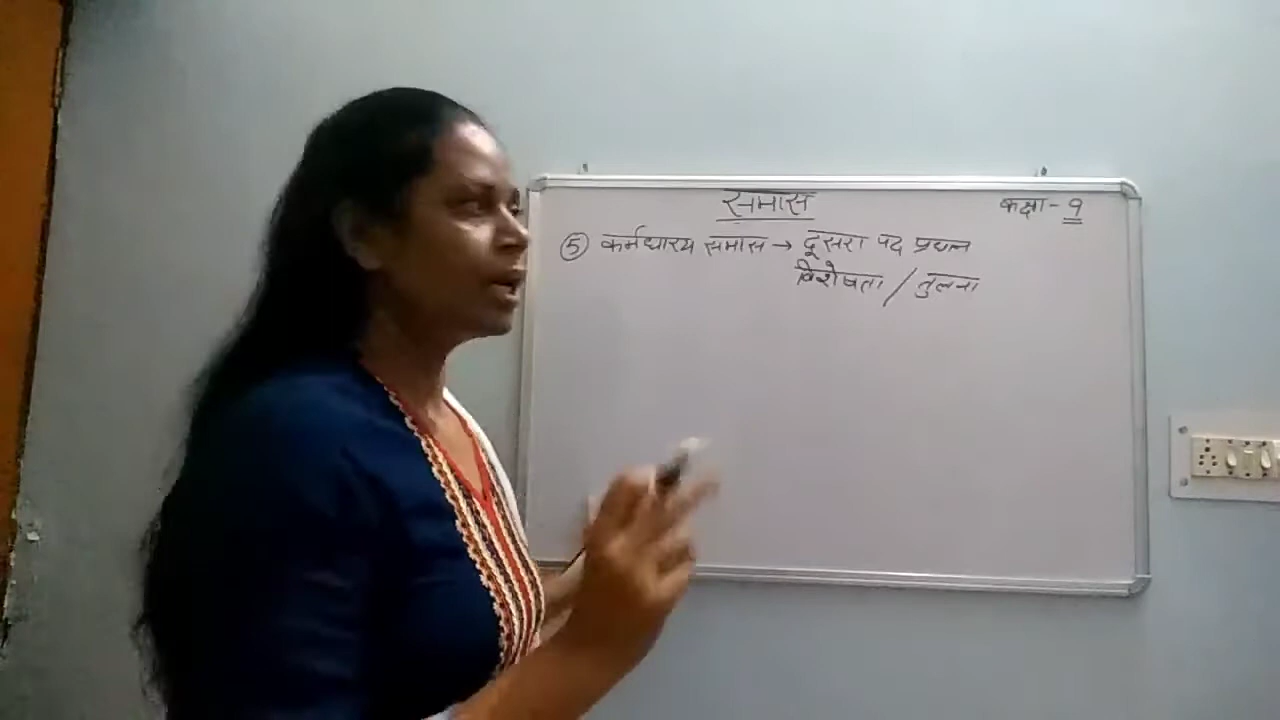 समास
कक्षा - 9
⑤ कर्मधारय समास → दूसरा पद प्रधान
विशेषता / तुलना